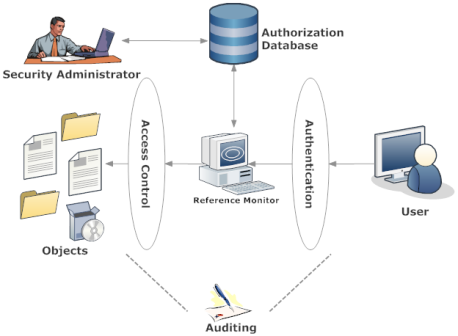 Authorization
Database
Security Administrator
Access Control
Authentication
Reference Monitor
User
Objects
Auditing